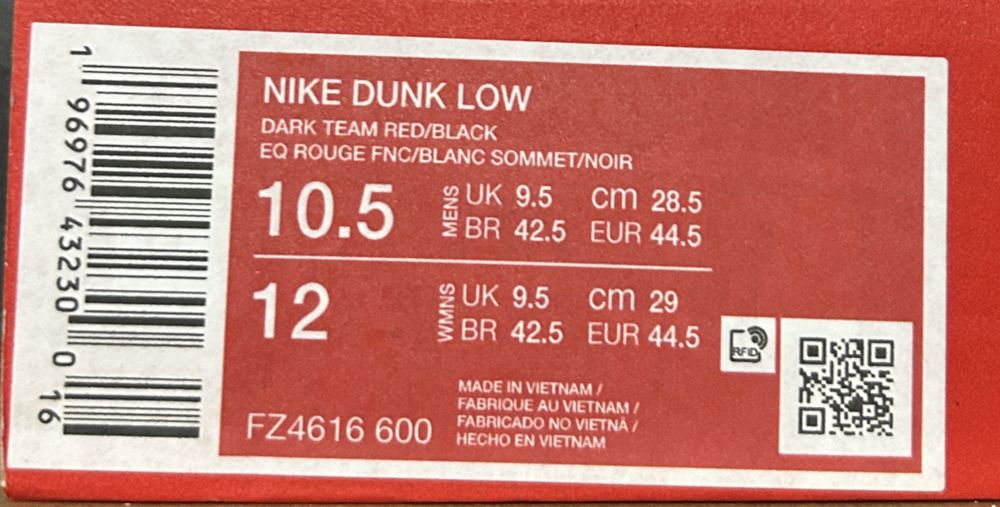 NIKE DUNK LOW
DARK TEAM RED/BLACK
EQ ROUGE FNC/BLANC SOMMET/NOIR
10.5 MENS UK 9.5 cm 28.5
BR 42.5 EUR 44.5
12 WMNS UK 9.5 cm 29
BR 42.5 EUR 44.5
RFID
MADE IN VIETNAM /
FABRIQUE AU VIETNAM /
FABRICADO NO VIETNÃ /
HECHO EN VIETNAM
FZ4616 600
1 96976 43230 0 16